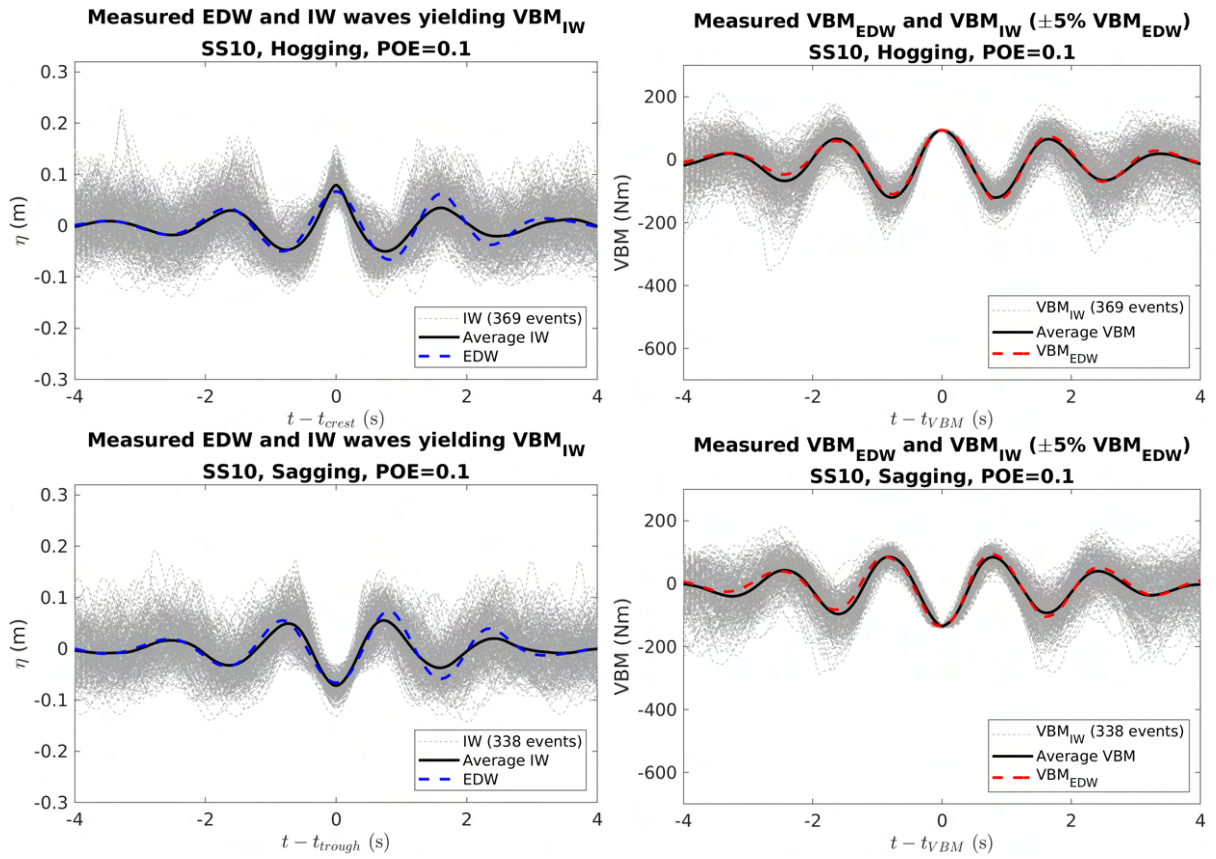 Measured EDW and IW waves yielding VBM_IW
SS10, Hogging, POE=0.1
0.3
0.2
0.1
0
-0.1
-0.2
-0.3
η (m)
IW (369 events)
Average IW
EDW
-4 -2 0 2 4
t − t_crest (s)
Measured VBM_EDW and VBM_IW (±5% VBM_EDW)
SS10, Hogging, POE=0.1
200
0
-200
-400
-600
VBM (Nm)
VBM_IW (369 events)
Average VBM
VBM_EDW
-4 -2 0 2 4
t − t_VBM (s)
Measured EDW and IW waves yielding VBM_IW
SS10, Sagging, POE=0.1
0.3
0.2
0.1
0
-0.1
-0.2
-0.3
η (m)
IW (338 events)
Average IW
EDW
-4 -2 0 2 4
t − t_trough (s)
Measured VBM_EDW and VBM_IW (±5% VBM_EDW)
SS10, Sagging, POE=0.1
200
0
-200
-400
-600
VBM (Nm)
VBM_IW (338 events)
Average VBM
VBM_EDW
-4 -2 0 2 4
t − t_VBM (s)